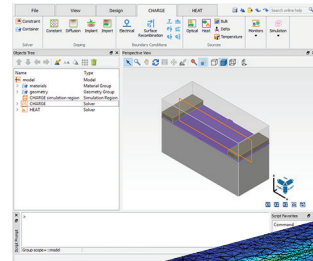 File View Design CHARGE HEAT
Search online help
Constraint
Container
Constant Diffusion Implant Import
Electrical Surface Recombination
Optical Heat
Bulk
Δ Delta
Temperature
Monitors Simulation
Solver Doping Boundary Conditions Sources
Objects Tree
Perspective View
Name Type
model Model
materials Material Group
geometry Geometry Group
CHARGE simulation region Simulation Region
CHARGE Solver
HEAT Solver
Script Prompt
>
Group scope= ::model
Script Favorites
Command